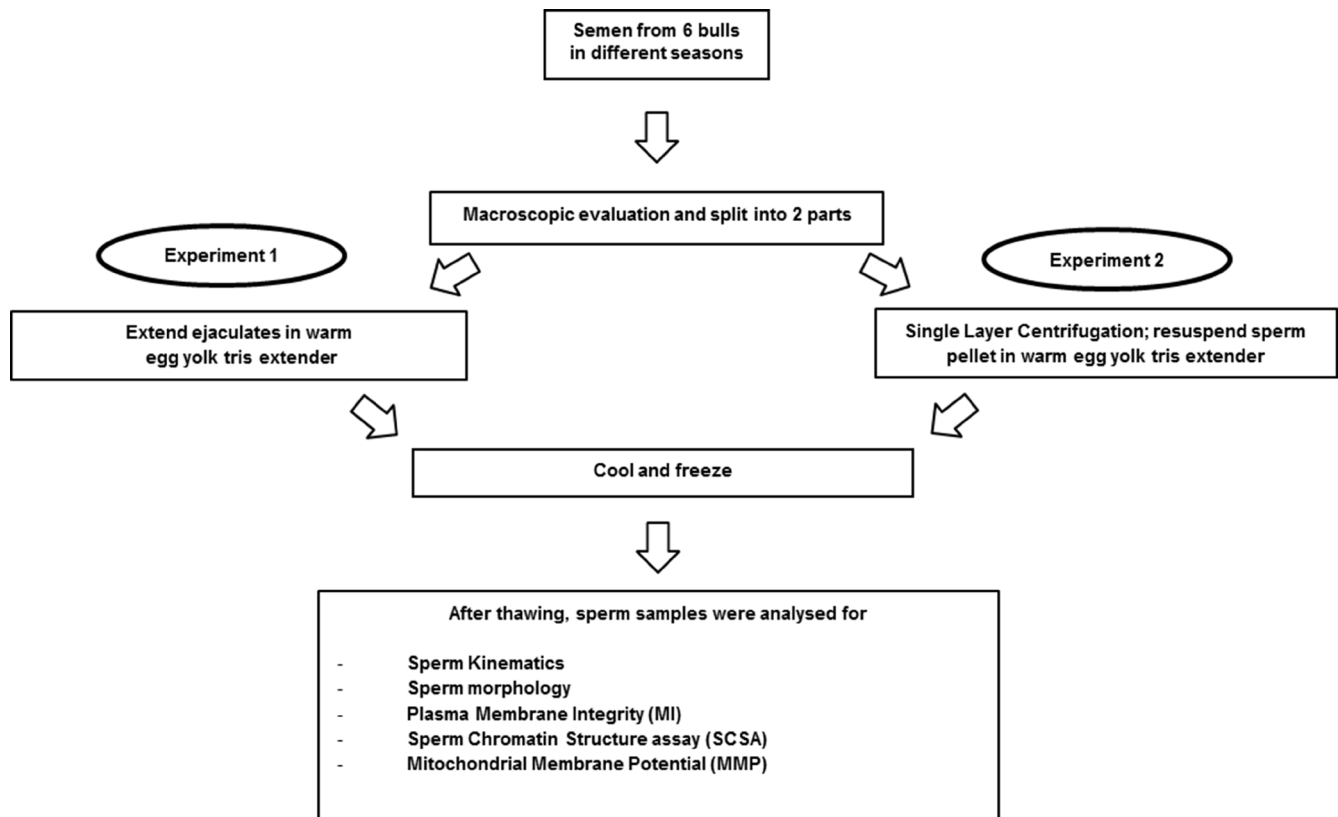 Semen from 6 bulls
in different seasons
Macroscopic evaluation and split into 2 parts
Experiment 1
Experiment 2
Extend ejaculates in warm
egg yolk tris extender
Single Layer Centrifugation; resuspend sperm
pellet in warm egg yolk tris extender
Cool and freeze
After thawing, sperm samples were analysed for
- Sperm Kinematics
- Sperm morphology
- Plasma Membrane Integrity (MI)
- Sperm Chromatin Structure assay (SCSA)
- Mitochondrial Membrane Potential (MMP)